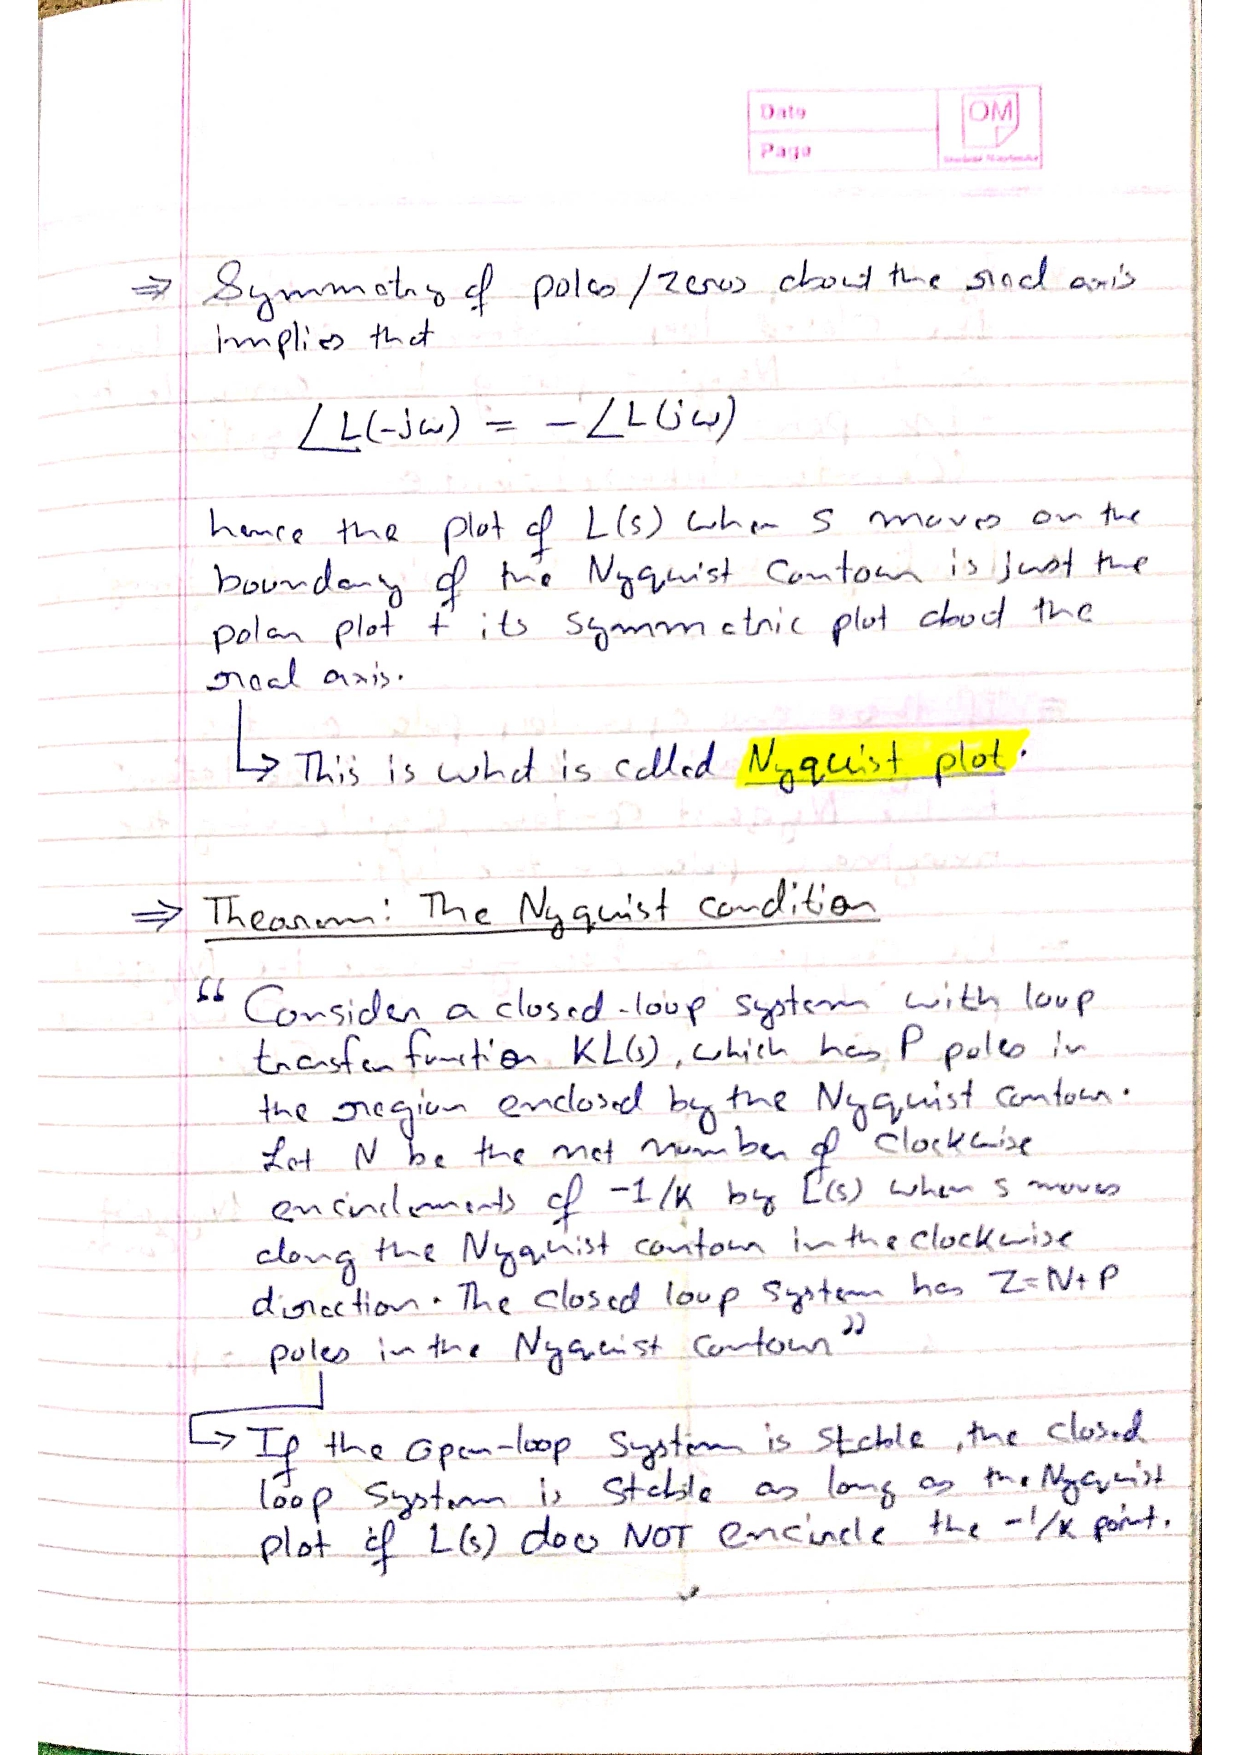 Date
OM
Page
⇒ Symmetry of poles/zeros about the real axis
implies that
∠L(-jω) = -∠L(jω)
hence the plot of L(s) when s moves on the
boundary of the Nyquist Contour is just the
polar plot + its symmetric plot about the
real axis.
↳ This is what is called Nyquist plot.
⇒ Theorem: The Nyquist condition
“ Consider a closed-loop system with loop
transfer function KL(s), which has P poles in
the region enclosed by the Nyquist contour.
Let N be the net number of clockwise
encirclements of -1/K by L(s) when s moves
along the Nyquist contour in the clockwise
direction. The closed loop system has Z=N+P
poles in the Nyquist Contour”
↳ If the open-loop system is stable, the closed
loop system is stable as long as the Nyquist
plot of L(s) does NOT encircle the -1/K point.